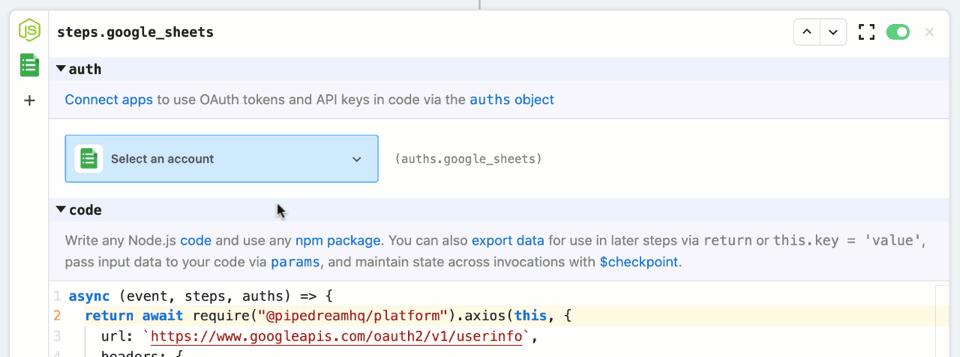 JS
steps.google_sheets
auth
Connect apps to use OAuth tokens and API keys in code via the auths object
Select an account
(auths.google_sheets)
code
Write any Node.js code and use any npm package. You can also export data for use in later steps via return or this.key = 'value',
pass input data to your code via params, and maintain state across invocations with $checkpoint.
1 async (event, steps, auths) => {
2 return await require("@pipedreamhq/platform").axios(this, {
3 url: `https://www.googleapis.com/oauth2/v1/userinfo`,
4 headers: {